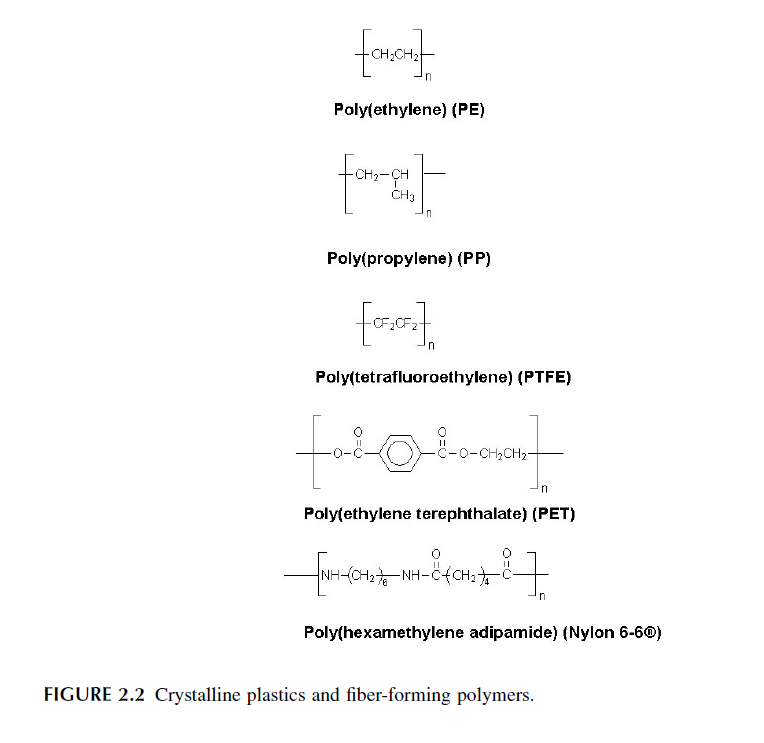 [CH₂CH₂]n
Poly(ethylene) (PE)
[CH₂–CH
CH₃]n
Poly(propylene) (PP)
[CF₂CF₂]n
Poly(tetrafluoroethylene) (PTFE)
O O
[O–C C–O–CH₂CH₂]n
Poly(ethylene terephthalate) (PET)
O O
[NH–(CH₂)₆–NH–C(CH₂)₄–C]n
Poly(hexamethylene adipamide) (Nylon 6-6®)
FIGURE 2.2 Crystalline plastics and fiber-forming polymers.